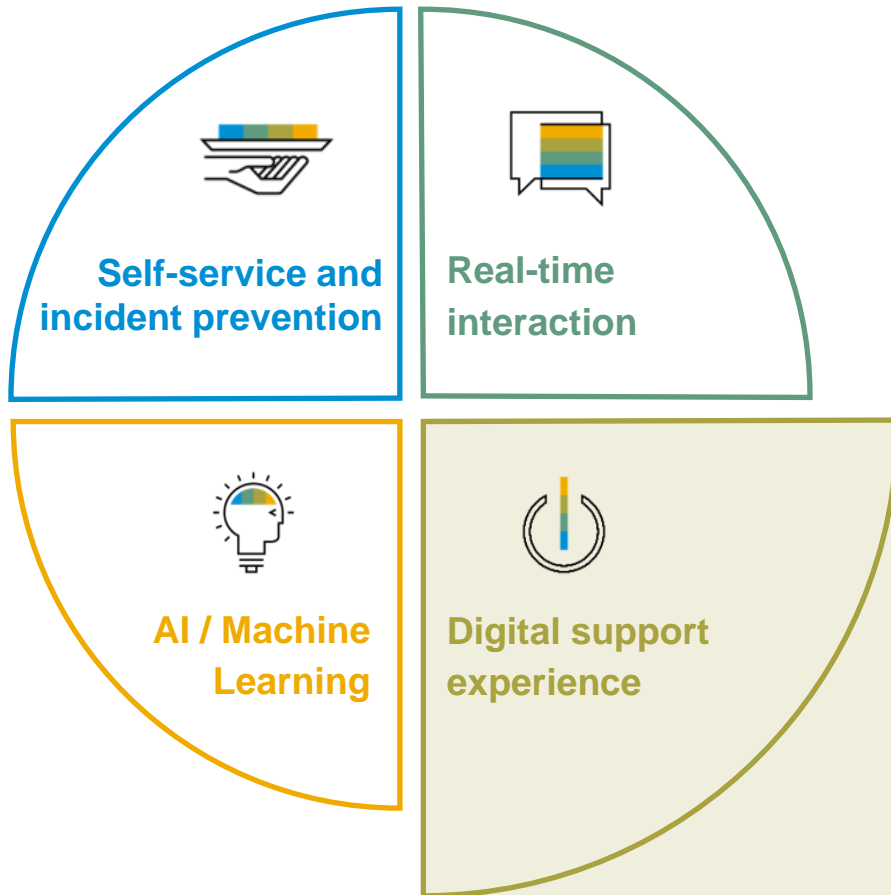 Self-service and
incident prevention
Real-time
interaction
AI / Machine
Learning
Digital support
experience